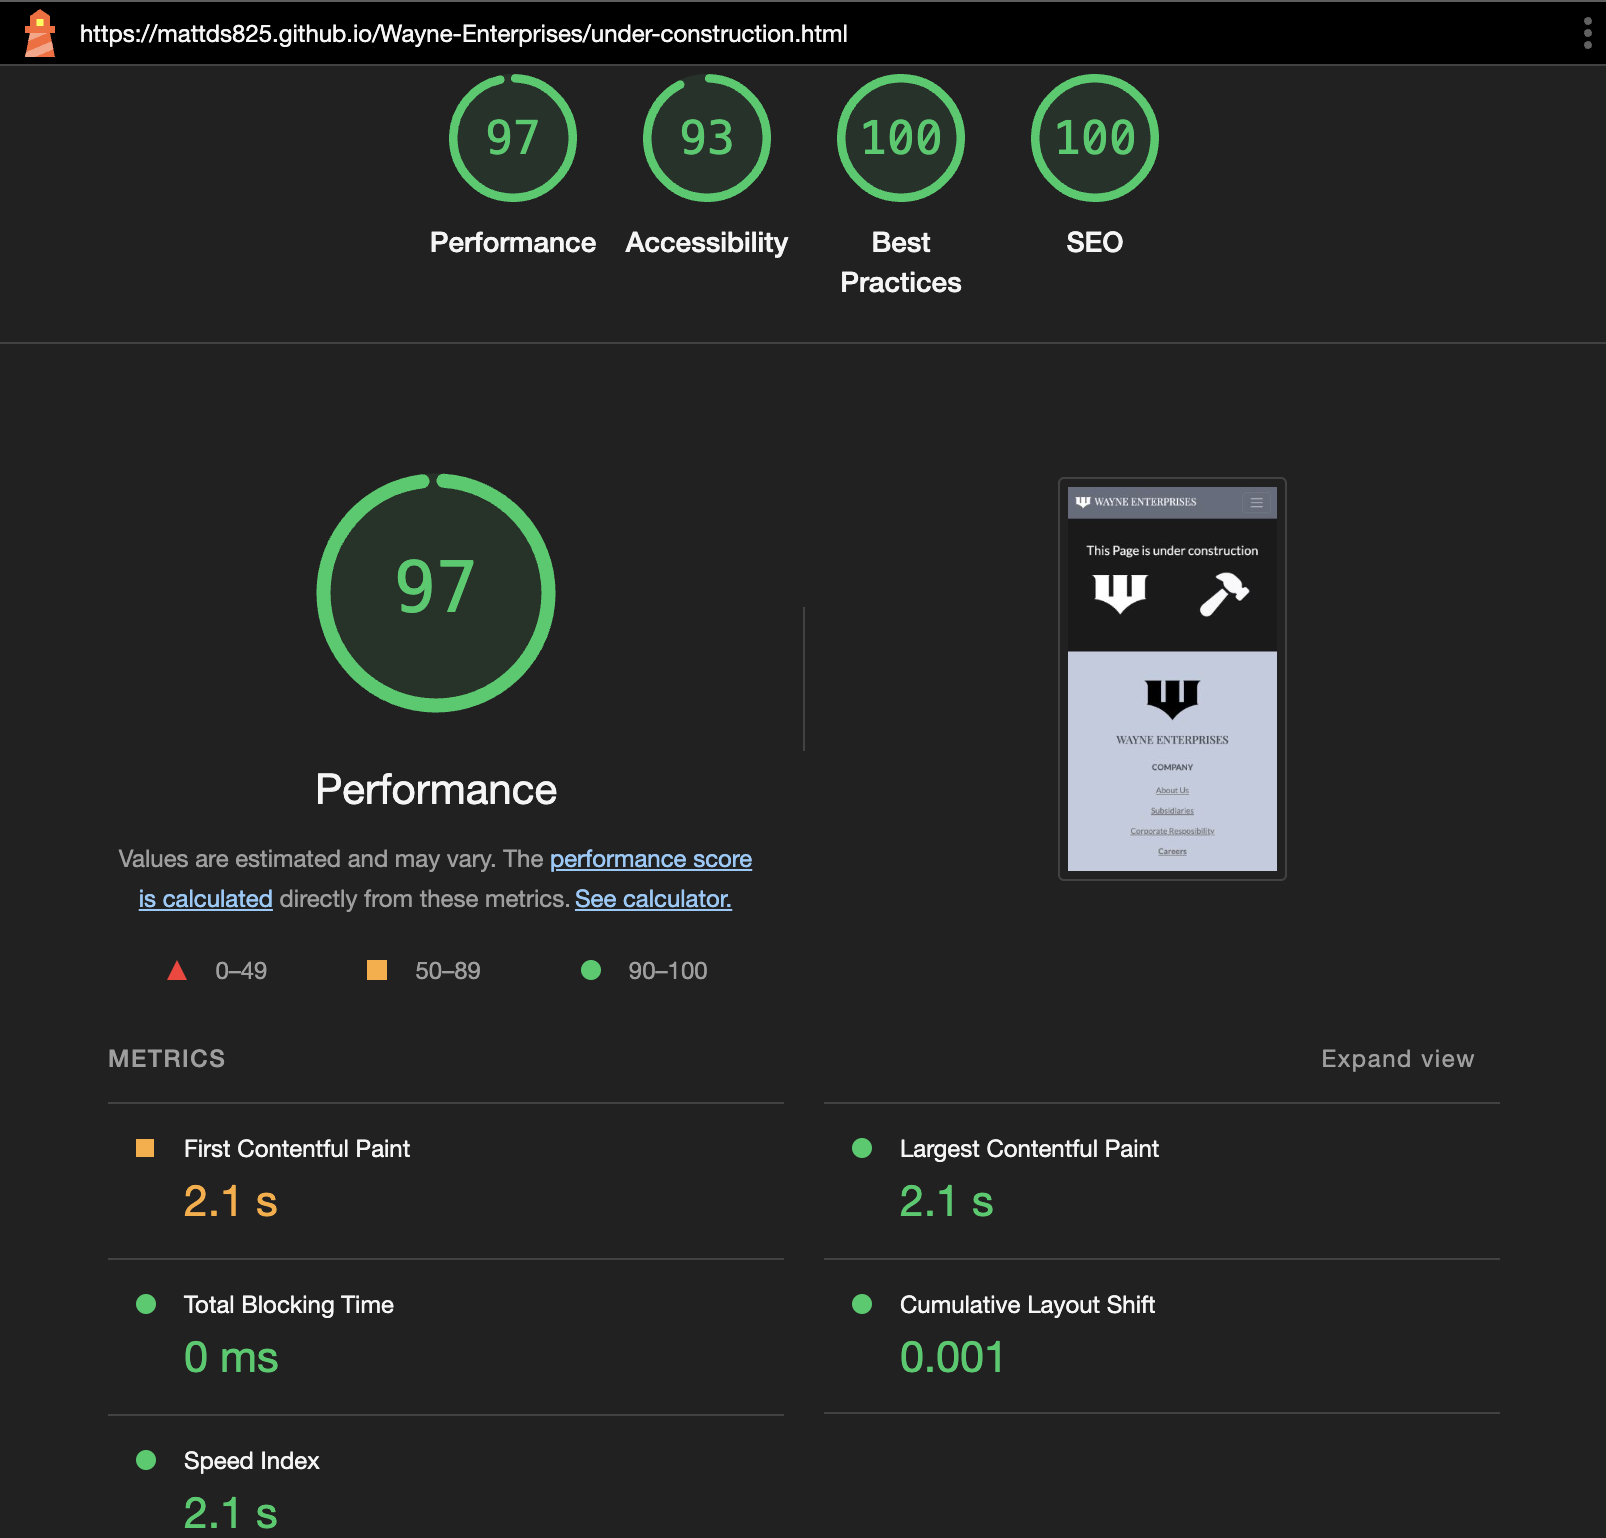 https://mattds825.github.io/Wayne-Enterprises/under-construction.html
97
93
100
100
Performance
Accessibility
Best
Practices
SEO
97
Performance
Values are estimated and may vary. The performance score
is calculated directly from these metrics. See calculator.
0–49
50–89
90–100
WAYNE ENTERPRISES
This Page is under construction
WAYNE ENTERPRISES
COMPANY
About Us
Subsidiaries
Corporate Resposibility
Careers
METRICS
Expand view
First Contentful Paint
2.1 s
Largest Contentful Paint
2.1 s
Total Blocking Time
0 ms
Cumulative Layout Shift
0.001
Speed Index
2.1 s